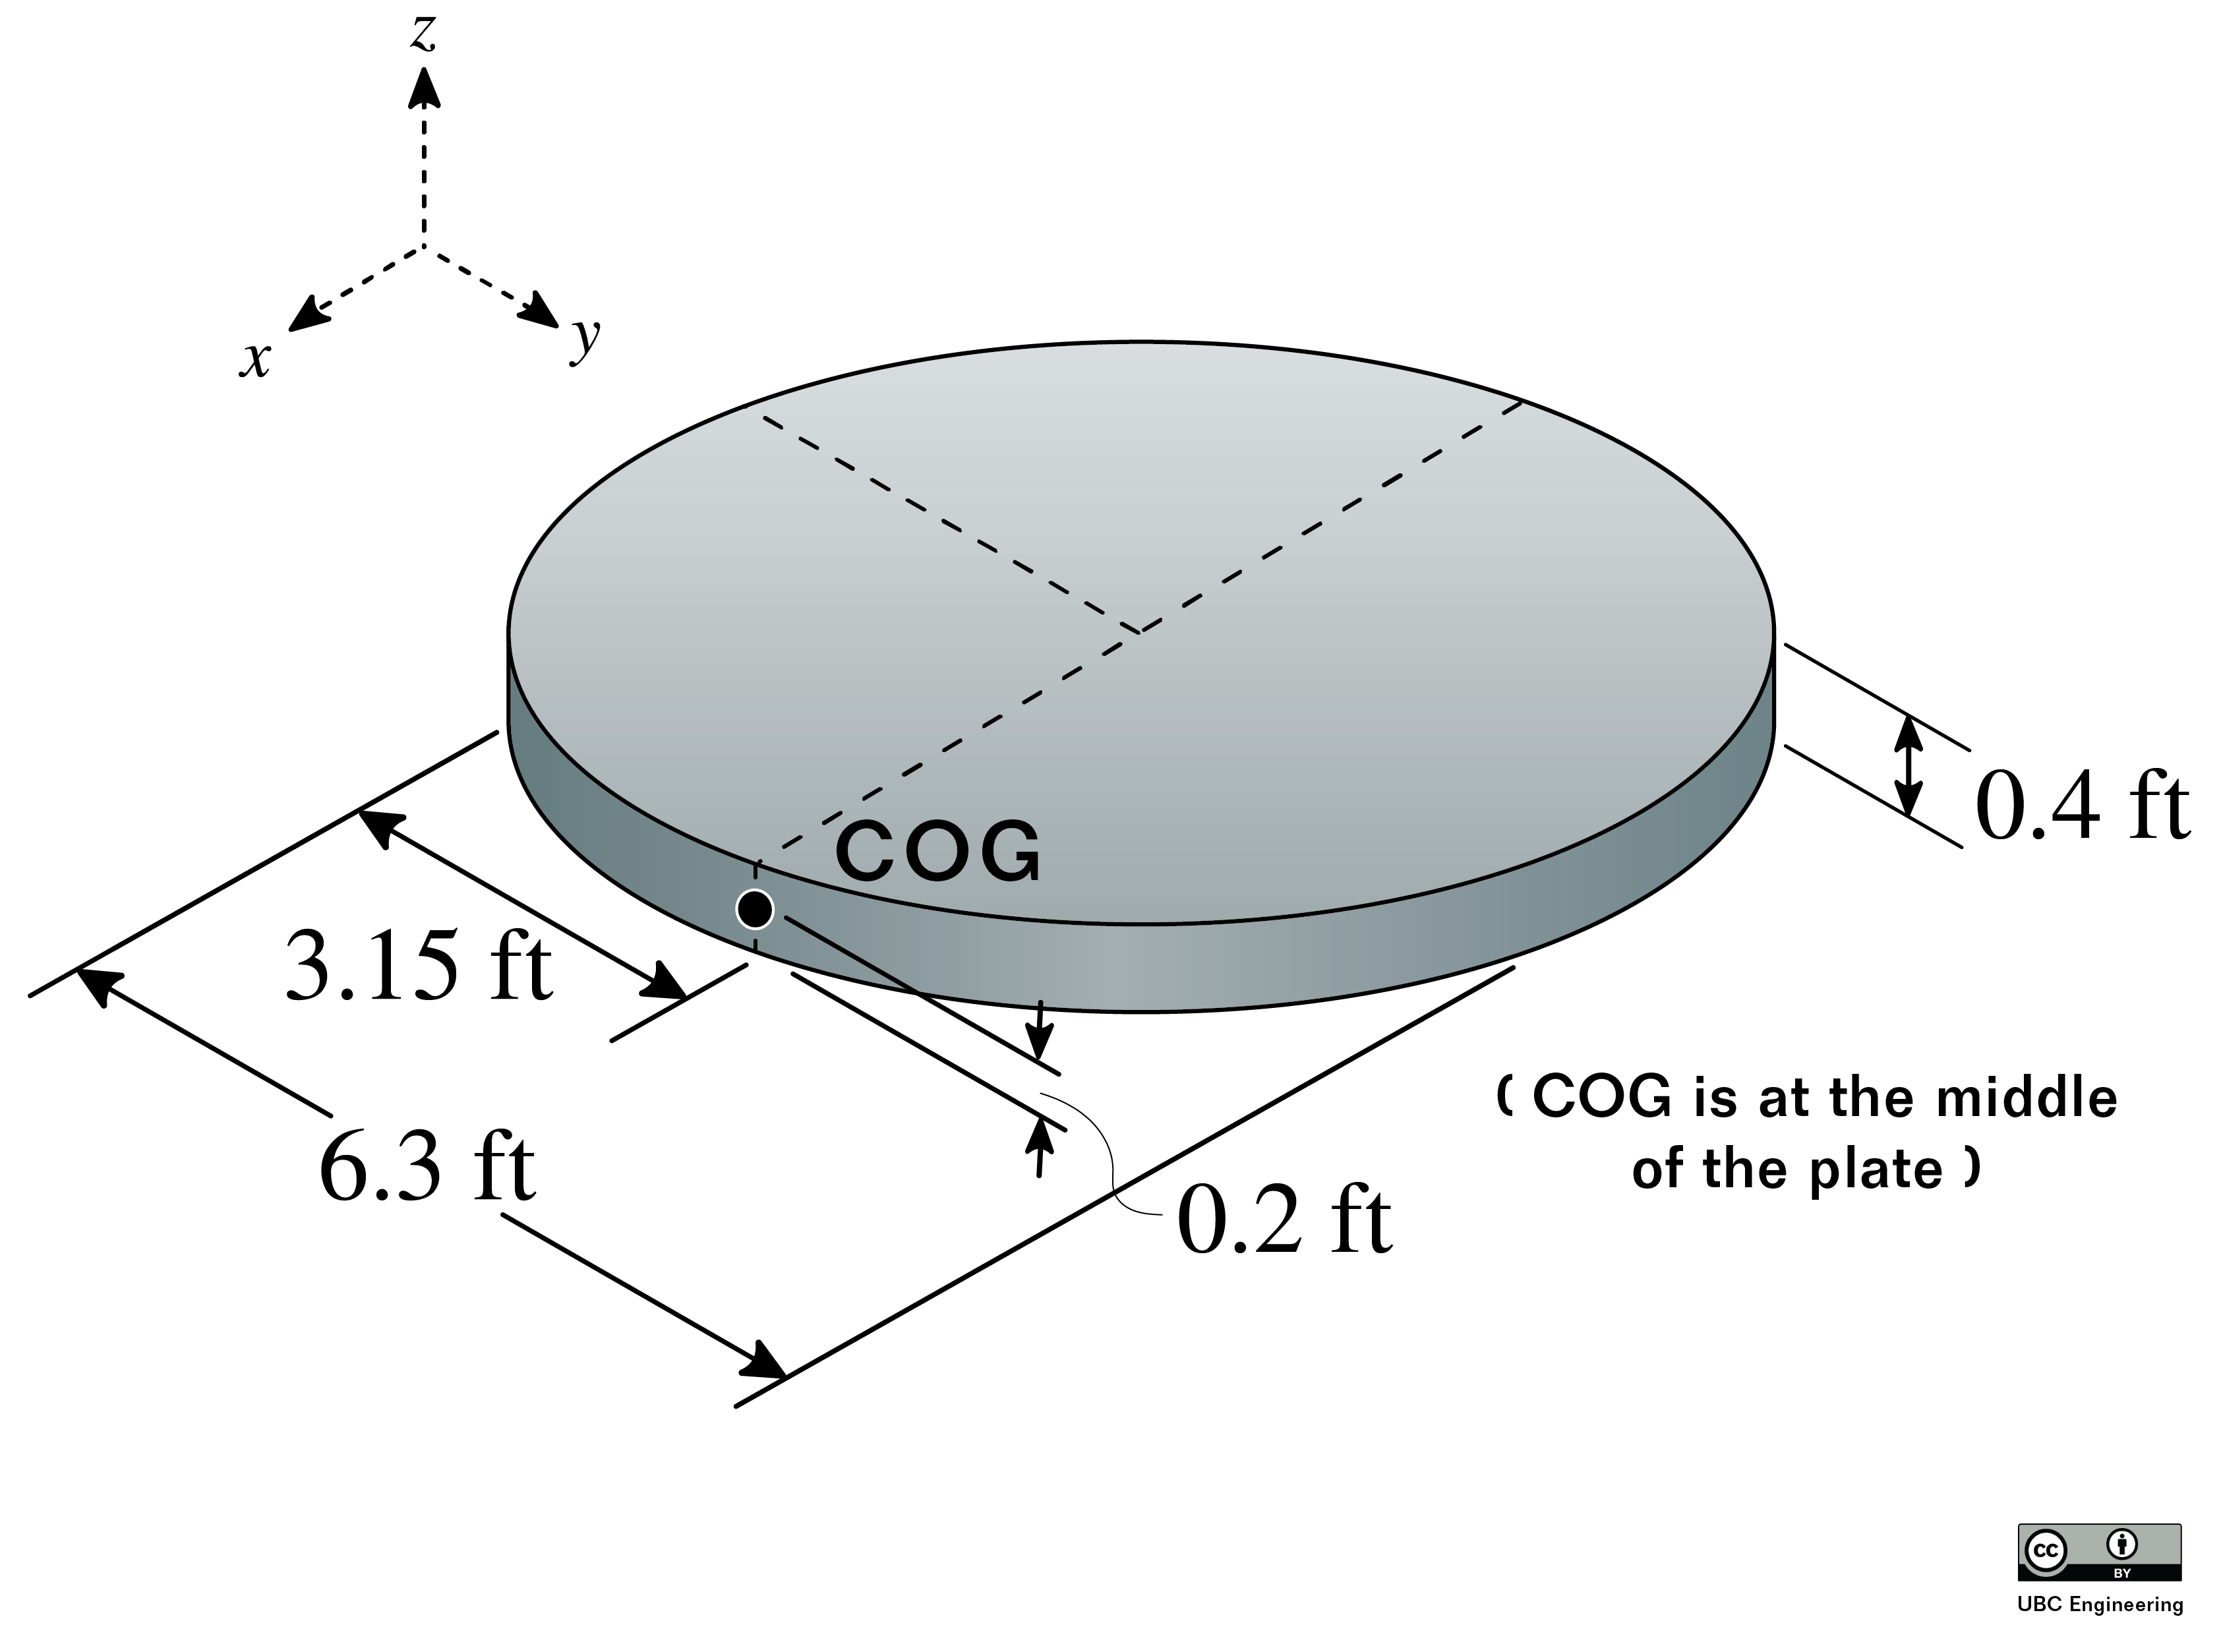 z
x
y
COG
0.4 ft
3.15 ft
6.3 ft
0.2 ft
( COG is at the middle
of the plate )
cc
BY
UBC Engineering